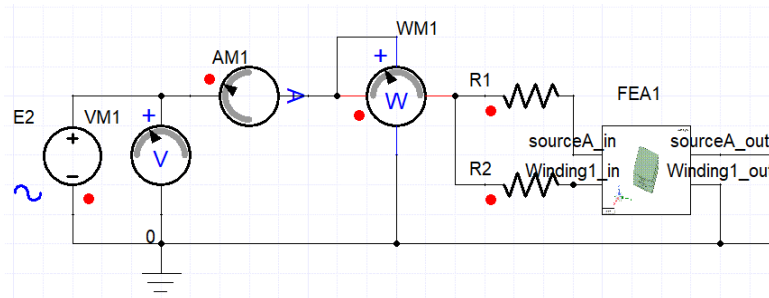 WM1
AM1
A
E2
VM1
+
+
W
R1
FEA1
+
V
sourceA_in
sourceA_out
R2
Winding1_in
Winding1_out
0